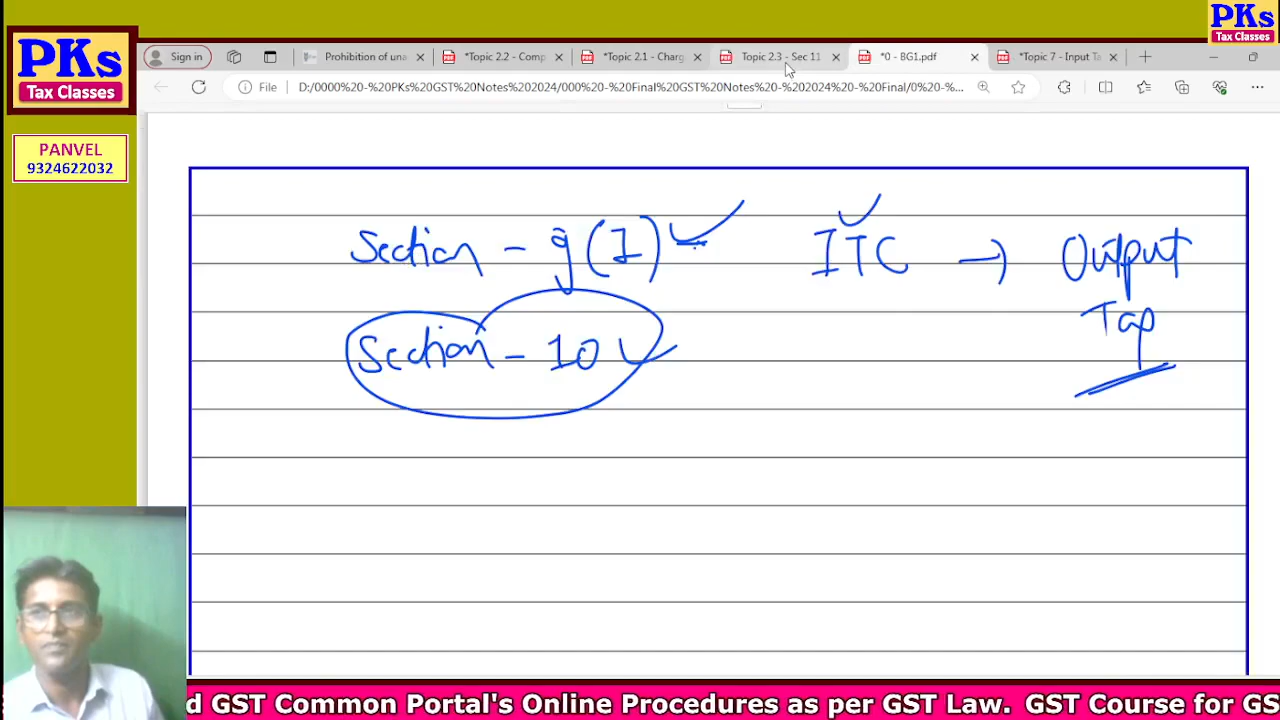 PKs
Tax Classes
PKs
Tax Classes
PANVEL
9324622032
Sign in
Prohibition of una
*Topic 2.2 - Comp
*Topic 2.1 - Charg
Topic 2.3 - Sec 11
*0 - BG1.pdf
*Topic 7 - Input Ta
File
D:/0000%20-%20PKs%20GST%20Notes%202024/000%20-%20Final%20GST%20Notes%20%202024%20-%20Final/0%20-%...
Section - 9(1) ITC → Output
Tax
Section - 10
d GST Common Portal's Online Procedures as per GST Law. GST Course for GS